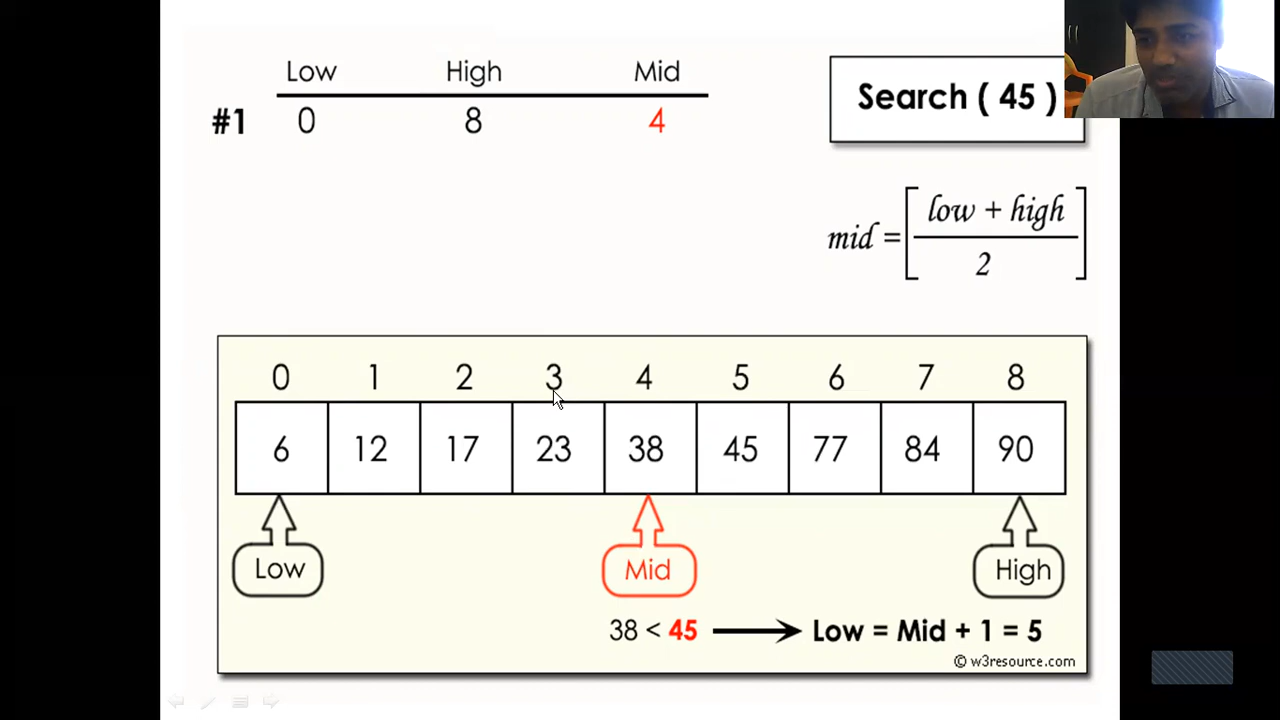 Low High Mid
#1 0 8 4
Search ( 45 )
mid = [ low + high
2 ]
0 1 2 3 4 5 6 7 8
6 12 17 23 38 45 77 84 90
Low Mid High
38 < 45 Low = Mid + 1 = 5
© w3resource.com